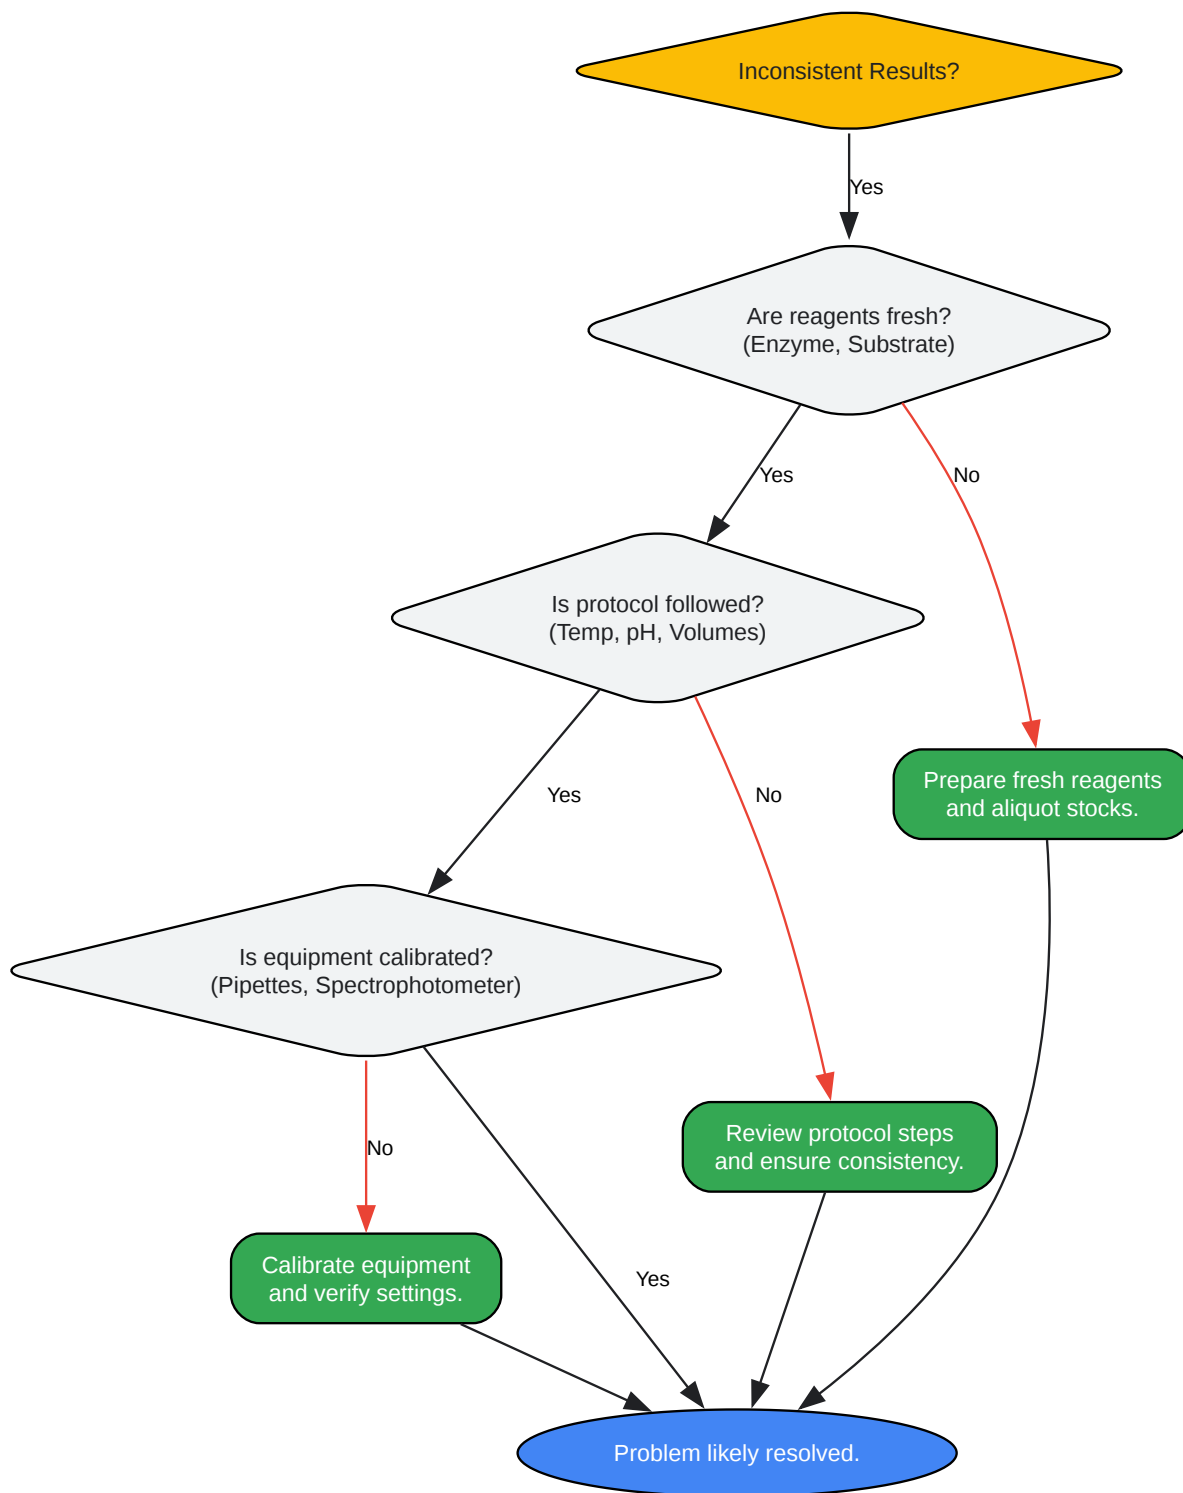 Inconsistent Results?
Yes
Are reagents fresh?
(Enzyme, Substrate)
Yes
No
Is protocol followed?
(Temp, pH, Volumes)
Prepare fresh reagents
and aliquot stocks.
Yes
No
Is equipment calibrated?
(Pipettes, Spectrophotometer)
Review protocol steps
and ensure consistency.
No
Calibrate equipment
and verify settings.
Yes
Problem likely resolved.